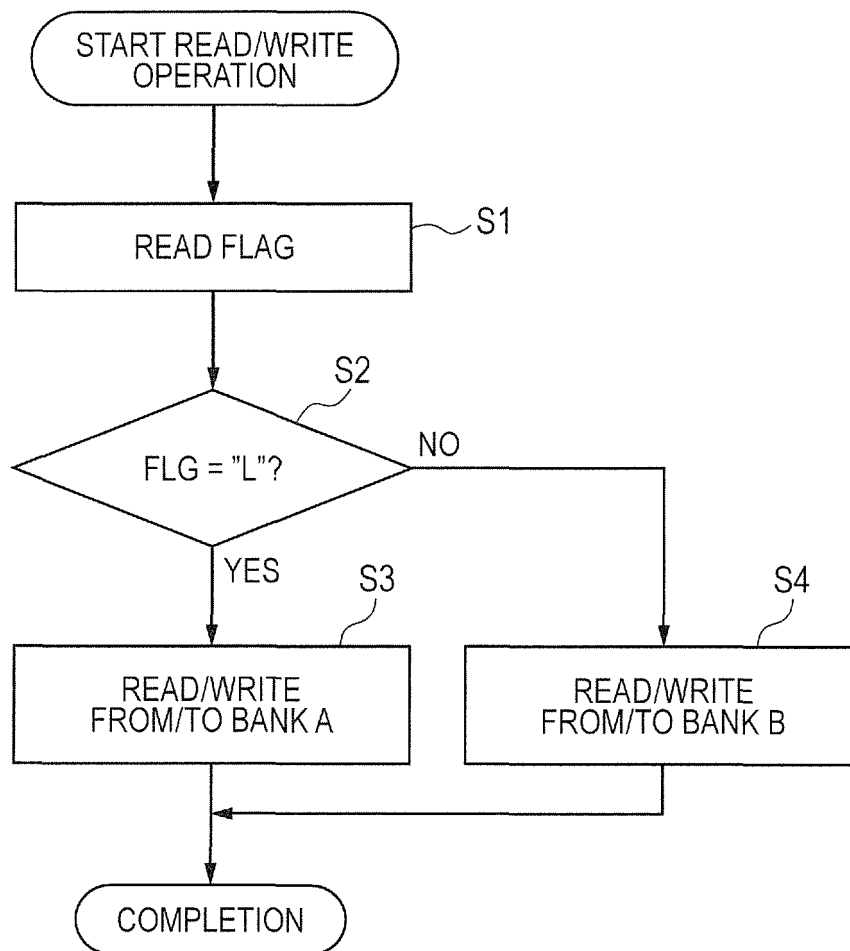 START READ/WRITE
OPERATION
READ FLAG
S1
S2
FLG = "L"?
NO
YES
S3
S4
READ/WRITE
FROM/TO BANK A
READ/WRITE
FROM/TO BANK B
COMPLETION